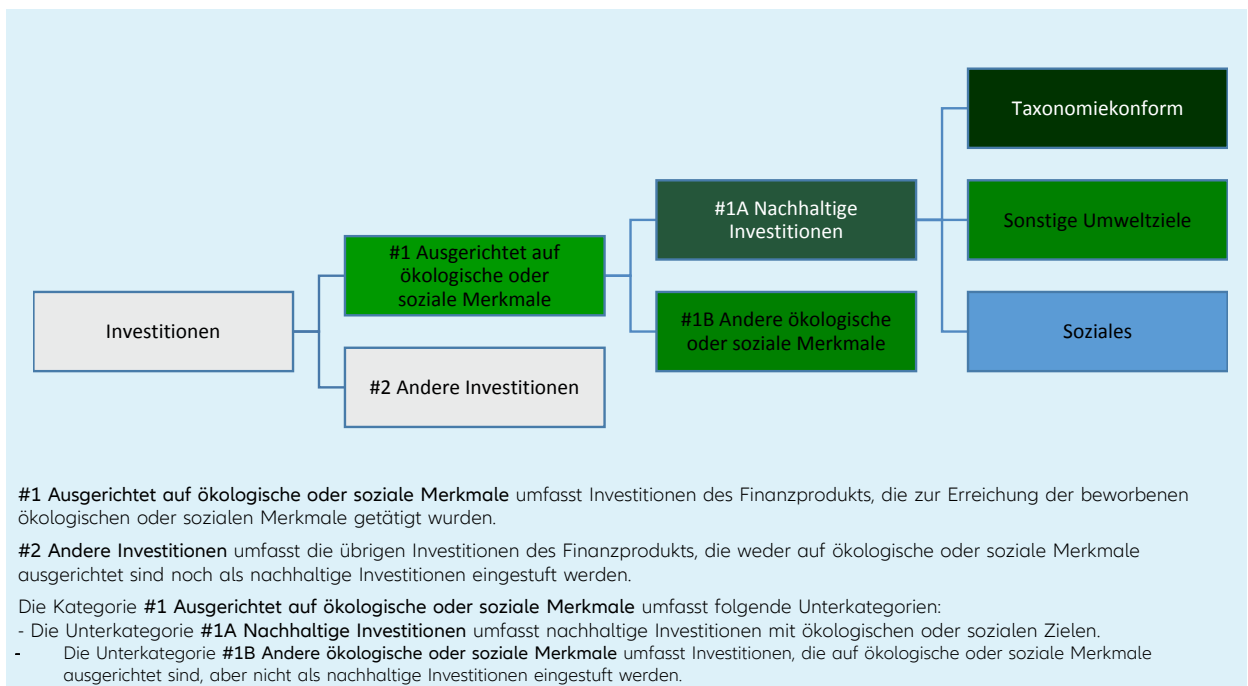 Taxonomiekonform
#1A Nachhaltige
Investitionen
Sonstige Umweltziele
#1 Ausgerichtet auf
ökologische oder
soziale Merkmale
Investitionen
#1B Andere ökologische
oder soziale Merkmale
Soziales
#2 Andere Investitionen
#1 Ausgerichtet auf ökologische oder soziale Merkmale umfasst Investitionen des Finanzprodukts, die zur Erreichung der beworbenen
ökologischen oder sozialen Merkmale getätigt wurden.
#2 Andere Investitionen umfasst die übrigen Investitionen des Finanzprodukts, die weder auf ökologische oder soziale Merkmale
ausgerichtet sind noch als nachhaltige Investitionen eingestuft werden.
Die Kategorie #1 Ausgerichtet auf ökologische oder soziale Merkmale umfasst folgende Unterkategorien:
- Die Unterkategorie #1A Nachhaltige Investitionen umfasst nachhaltige Investitionen mit ökologischen oder sozialen Zielen.
- Die Unterkategorie #1B Andere ökologische oder soziale Merkmale umfasst Investitionen, die auf ökologische oder soziale Merkmale
ausgerichtet sind, aber nicht als nachhaltige Investitionen eingestuft werden.